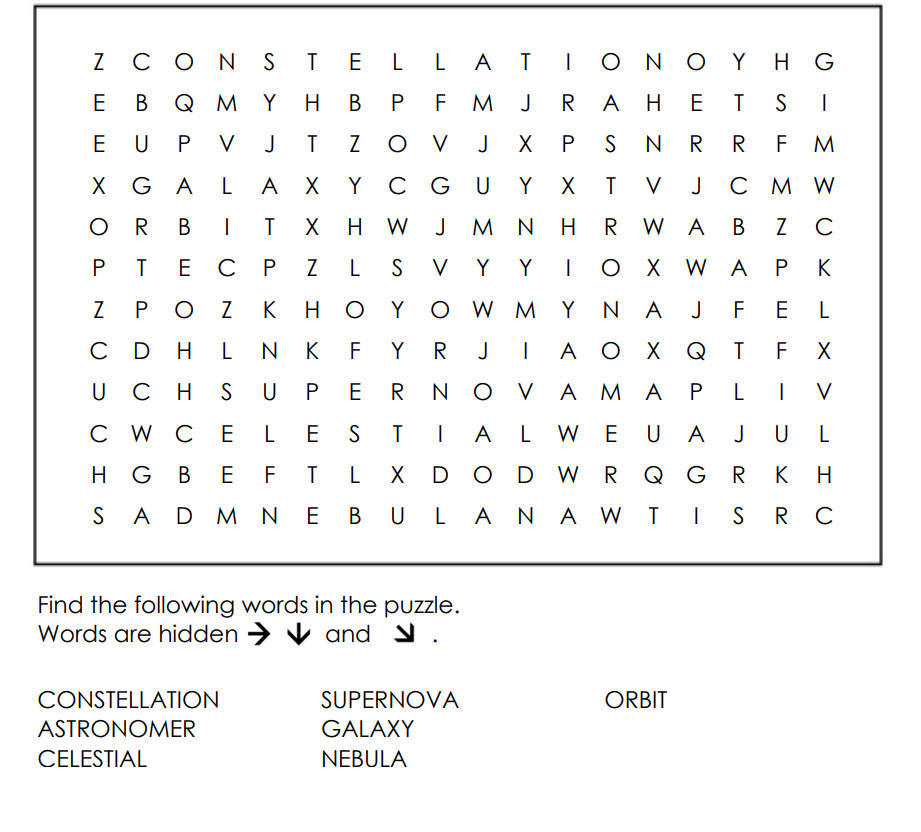 Z C O N S T E L L A T I O N O Y H G
E B Q M Y H B P F M J R A H E T S I
E U P V J T Z O V J X P S N R R F M
X G A L A X Y C G U Y X T V J C M W
O R B I T X H W J M N H R W A B Z C
P T E C P Z L S V Y Y I O X W A P K
Z P O Z K H O Y O W M Y N A J F E L
C D H L N K F Y R J I A O X Q T F X
U C H S U P E R N O V A M A P L I V
C W C E L E S T I A L W E U A J U L
H G B E F T L X D O D W R Q G R K H
S A D M N E B U L A N A W T I S R C
Find the following words in the puzzle.
Words are hidden → ↓ and ↘ .
CONSTELLATION SUPERNOVA ORBIT
ASTRONOMER GALAXY
CELESTIAL NEBULA